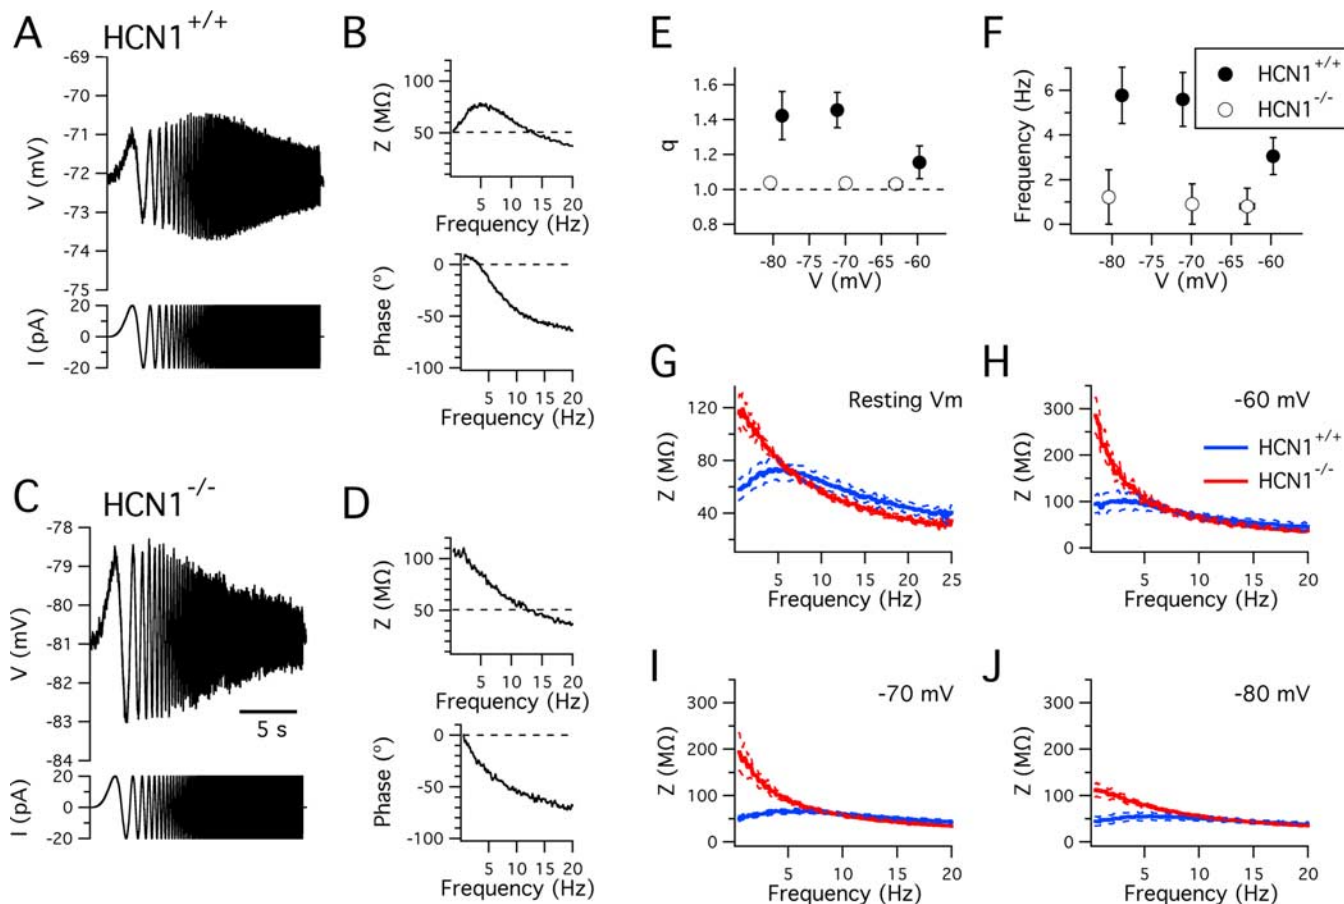 A HCN1+/+
-69
-70
-71
-72
-73
-74
-75
V (mV)
20
0
-20
I (pA)
B
100
50
Z (MΩ)
5 10 15 20
Frequency (Hz)
0
-50
-100
Phase (°)
5 10 15 20
Frequency (Hz)
C HCN1-/-
-78
-79
-80
-81
-82
-83
-84
V (mV)
5 s
20
0
-20
I (pA)
D
100
50
Z (MΩ)
5 10 15 20
Frequency (Hz)
0
-50
-100
Phase (°)
5 10 15 20
Frequency (Hz)
E
1.6
1.4
1.2
1.0
0.8
q
-80 -75 -70 -65 -60
V (mV)
F
HCN1+/+
HCN1-/-
6
4
2
0
Frequency (Hz)
-80 -75 -70 -65 -60
V (mV)
G
Resting Vm
120
80
40
Z (MΩ)
5 10 15 20 25
Frequency (Hz)
H
-60 mV
HCN1+/+
HCN1-/-
300
200
100
0
Z (MΩ)
5 10 15 20
Frequency (Hz)
I
-70 mV
300
200
100
50
0
Z (MΩ)
5 10 15 20
Frequency (Hz)
J
-80 mV
300
200
100
50
0
Z (MΩ)
5 10 15 20
Frequency (Hz)